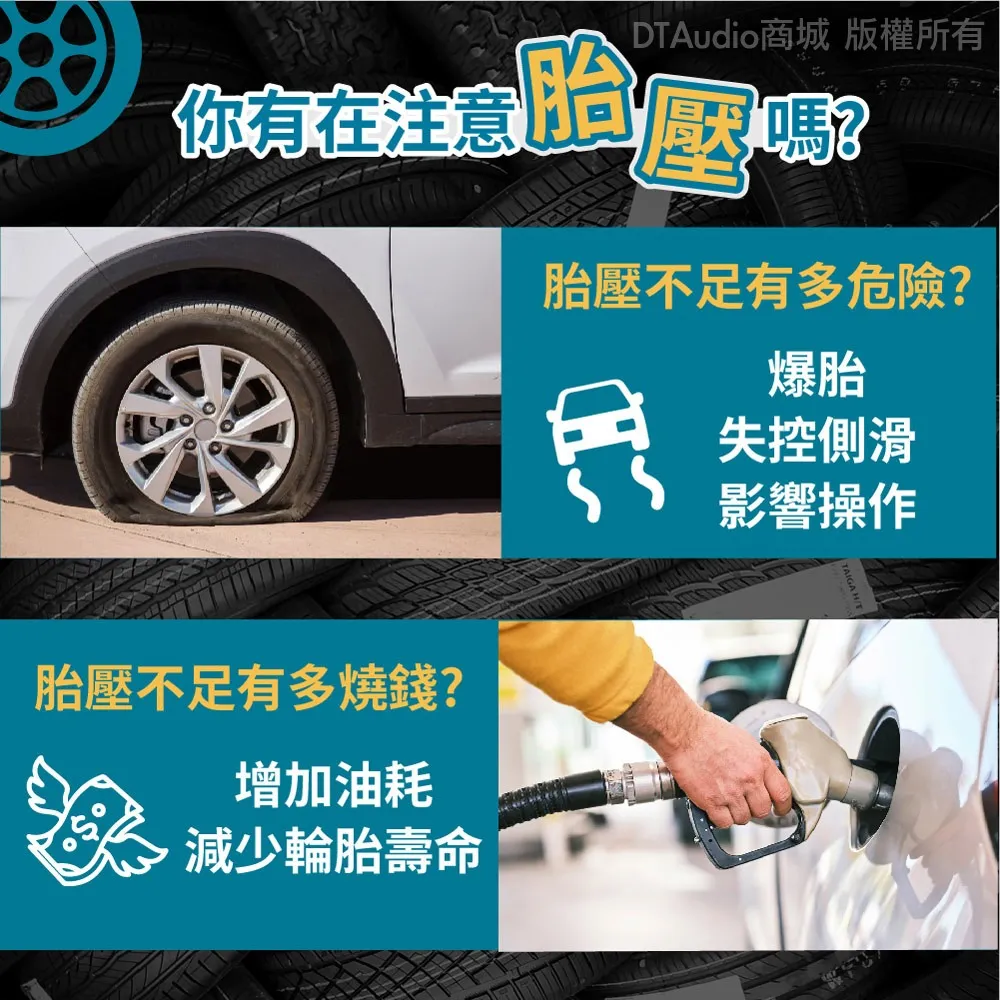 DTAudio商城 版權所有
你有在注意胎壓嗎?
胎壓不足有多危險?
爆胎
失控側滑
影響操作
TAIGA H/T
胎壓不足有多燒錢?
增加油耗
減少輪胎壽命